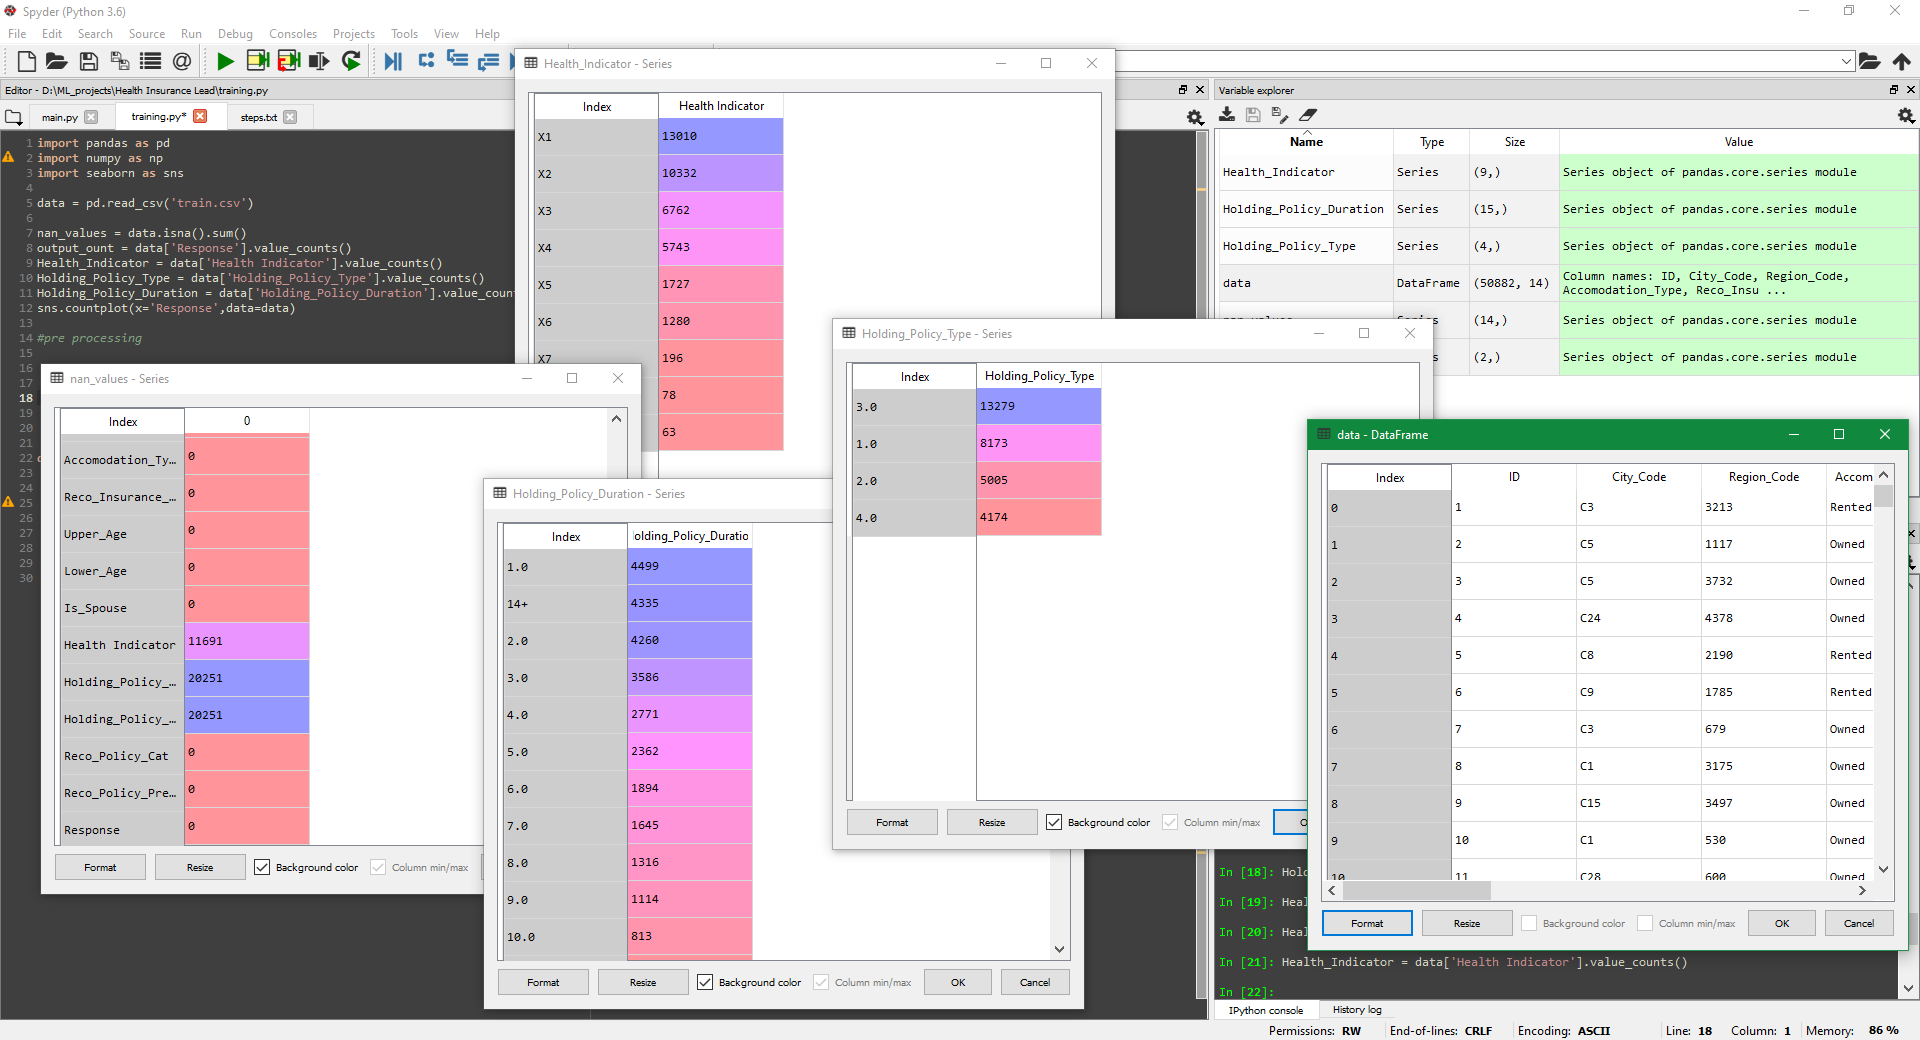 Spyder (Python 3.6)
File Edit Search Source Run Debug Consoles Projects Tools View Help
Editor - D:\ML_projects\Health Insurance Lead\training.py
main.py training.py* steps.txt
1 import pandas as pd
2 import numpy as np
3 import seaborn as sns
4
5 data = pd.read_csv('train.csv')
6
7 nan_values = data.isna().sum()
8 output_ount = data['Response'].value_counts()
9 Health_Indicator = data['Health Indicator'].value_counts()
10 Holding_Policy_Type = data['Holding_Policy_Type'].value_counts()
11 Holding_Policy_Duration = data['Holding_Policy_Duration'].value_count
12 sns.countplot(x='Response',data=data)
13
14 #pre processing
15
16
17
18
19
20
21
22
23
24
25
26
27
28
29
30
Health_Indicator - Series
Index Health Indicator
X1 13010
X2 10332
X3 6762
X4 5743
X5 1727
X6 1280
X7 196
78
63
nan_values - Series
Index 0
Accomodation_Ty... 0
Reco_Insurance_... 0
Upper_Age 0
Lower_Age 0
Is_Spouse 0
Health Indicator 11691
Holding_Policy_... 20251
Holding_Policy_... 20251
Reco_Policy_Cat 0
Reco_Policy_Pre... 0
Response 0
Format Resize Background color Column min/max
Holding_Policy_Duration - Series
Index olding_Policy_Duratio
1.0 4499
14+ 4335
2.0 4260
3.0 3586
4.0 2771
5.0 2362
6.0 1894
7.0 1645
8.0 1316
9.0 1114
10.0 813
Format Resize Background color Column min/max OK Cancel
Holding_Policy_Type - Series
Index Holding_Policy_Type
3.0 13279
1.0 8173
2.0 5005
4.0 4174
Format Resize Background color Column min/max
Variable explorer
Name Type Size Value
Health_Indicator Series (9,) Series object of pandas.core.series module
Holding_Policy_Duration Series (15,) Series object of pandas.core.series module
Holding_Policy_Type Series (4,) Series object of pandas.core.series module
data DataFrame (50882, 14) Column names: ID, City_Code, Region_Code,
Accomodation_Type, Reco_Insu ...
(14,) Series object of pandas.core.series module
(2,) Series object of pandas.core.series module
data - DataFrame
Index ID City_Code Region_Code Accom
0 1 C3 3213 Rented
1 2 C5 1117 Owned
2 3 C5 3732 Owned
3 4 C24 4378 Owned
4 5 C8 2190 Rented
5 6 C9 1785 Rented
6 7 C3 679 Owned
7 8 C1 3175 Owned
8 9 C15 3497 Owned
9 10 C1 530 Owned
10 11 C28 600 Owned
Format Resize Background color Column min/max OK Cancel
In [18]: Hold
In [19]: Heal
In [20]: Heal
In [21]: Health_Indicator = data['Health Indicator'].value_counts()
In [22]:
IPython console History log
Permissions: RW End-of-lines: CRLF Encoding: ASCII Line: 18 Column: 1 Memory: 86 %